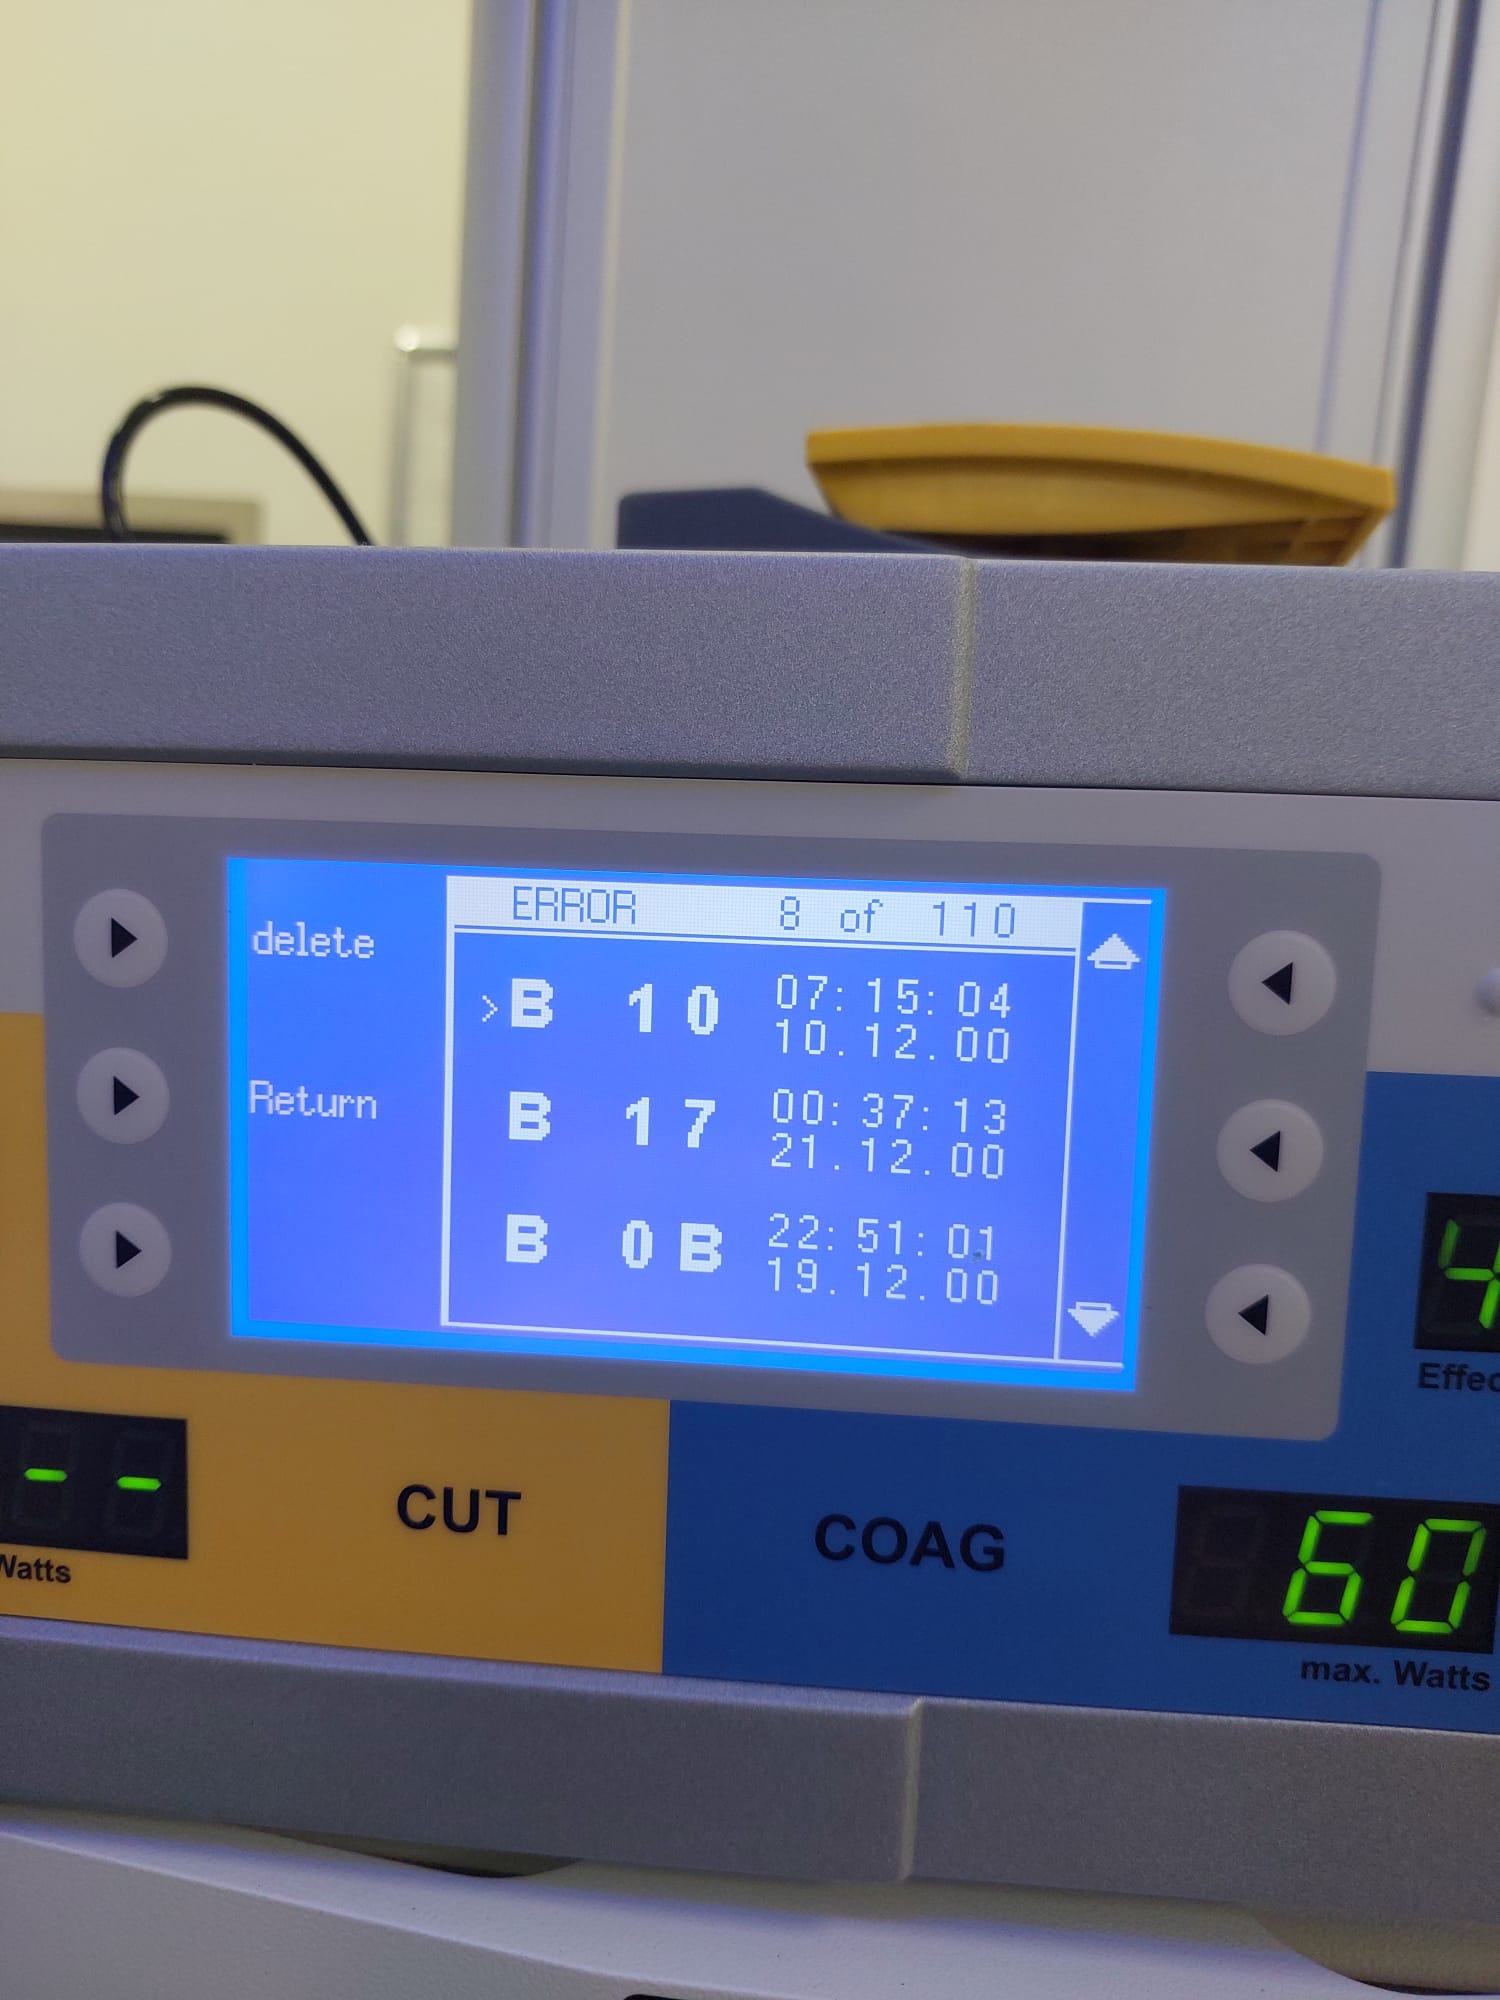 ERROR 8 of 110
delete
>B 10 07:15:04
10.12.00
Return
B 17 00:37:13
21.12.00
B 0B 22:51:01
19.12.00
4
Watts
CUT
COAG
60
max. Watts
- -